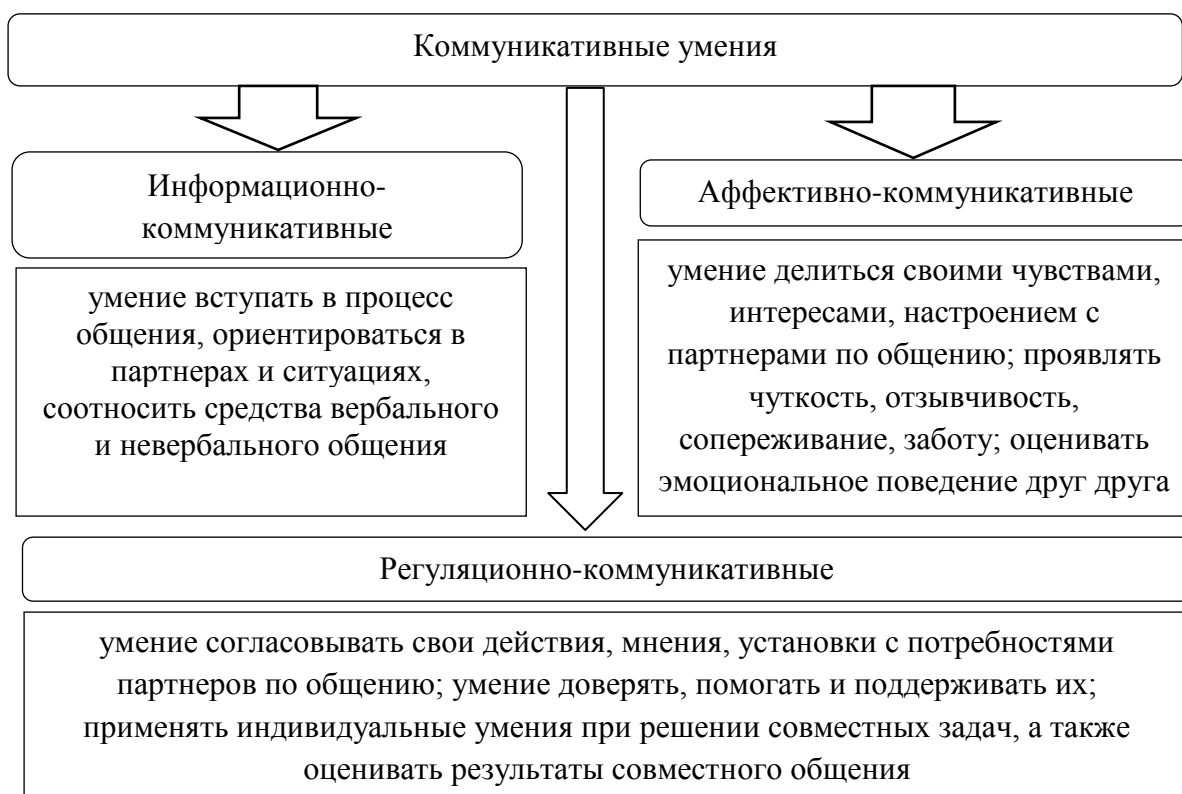 Коммуникативные умения
Информационно-
коммуникативные
умение вступать в процесс
общения, ориентироваться в
партнерах и ситуациях,
соотносить средства вербального
и невербального общения
Аффективно-коммуникативные
умение делиться своими чувствами,
интересами, настроением с
партнерами по общению; проявлять
чуткость, отзывчивость,
сопереживание, заботу; оценивать
эмоциональное поведение друг друга
Регуляционно-коммуникативные
умение согласовывать свои действия, мнения, установки с потребностями
партнеров по общению; умение доверять, помогать и поддерживать их;
применять индивидуальные умения при решении совместных задач, а также
оценивать результаты совместного общения